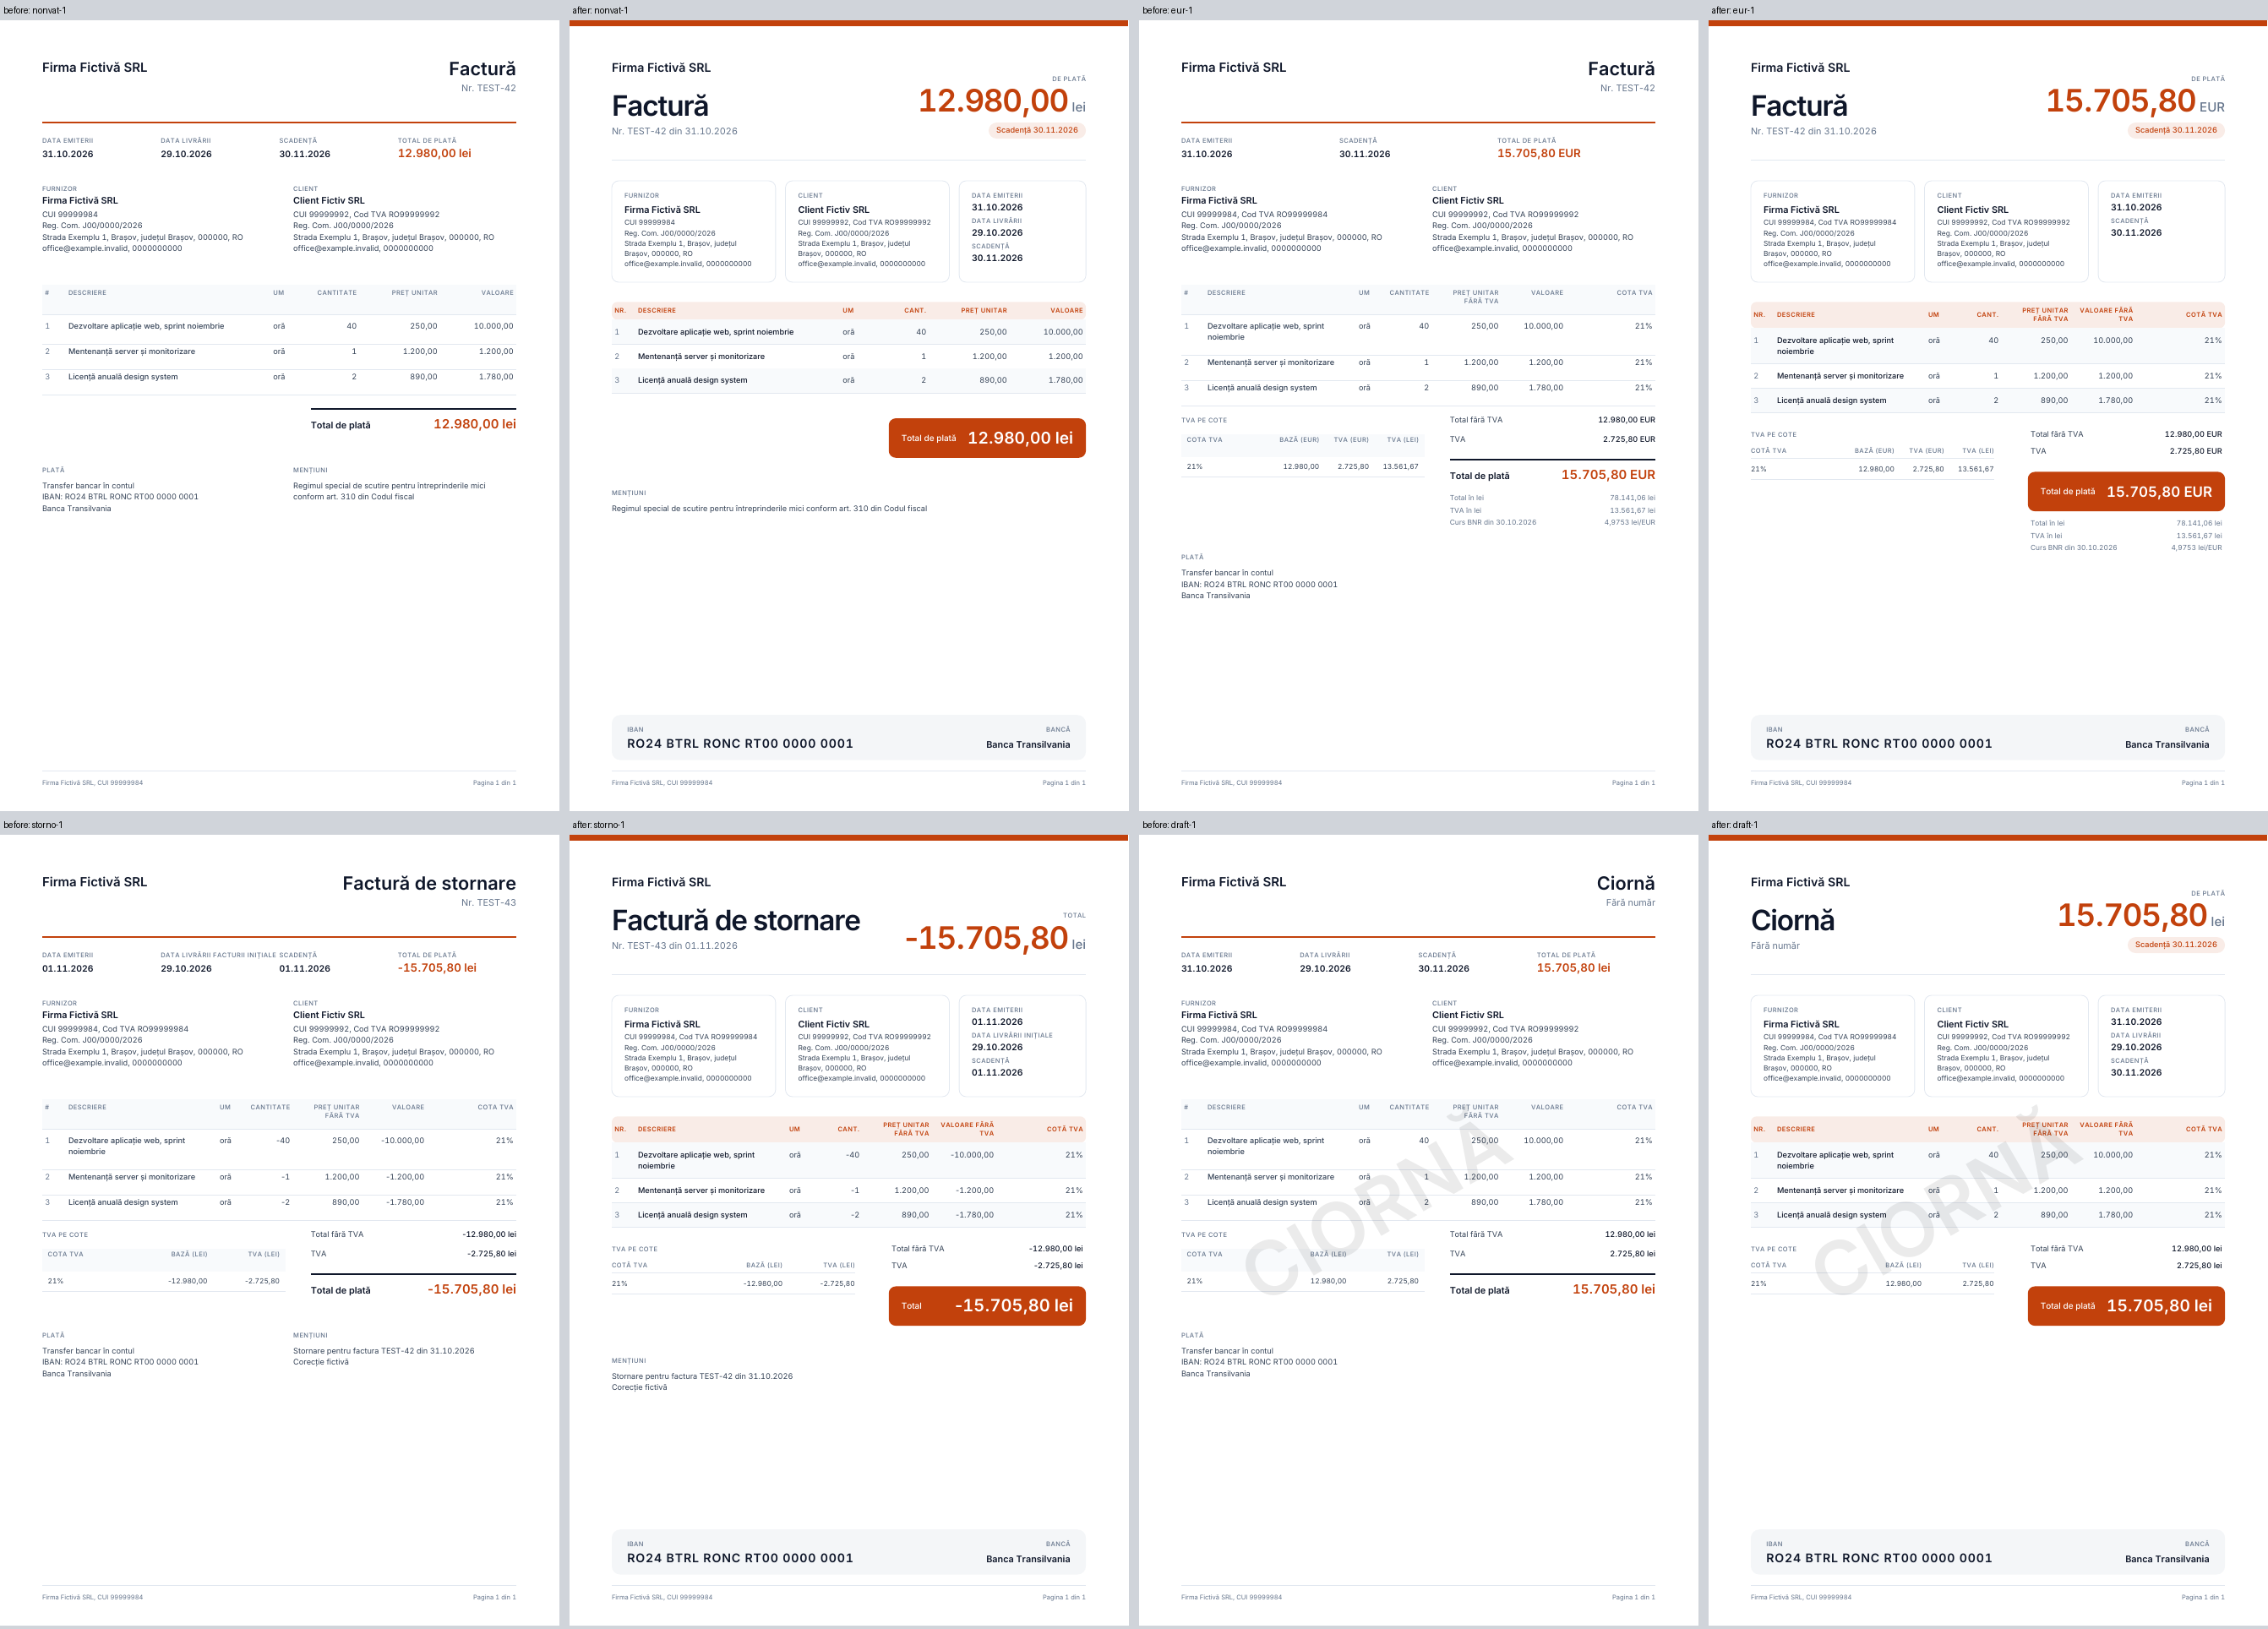 before: nonvat-1
Firma Fictivă SRL
Factură
Nr. TEST-42
DATA EMITERII DATA LIVRĂRII SCADENȚĂ TOTAL DE PLATĂ
31.10.2026 29.10.2026 30.11.2026 12.980,00 lei
FURNIZOR CLIENT
Firma Fictivă SRL Client Fictiv SRL
CUI 99999984 CUI 99999992, Cod TVA RO99999992
Reg. Com. J00/0000/2026 Reg. Com. J00/0000/2026
Strada Exemplu 1, Brașov, județul Brașov, 000000, RO Strada Exemplu 1, Brașov, județul Brașov, 000000, RO
office@example.invalid, 0000000000 office@example.invalid, 0000000000
# DESCRIERE UM CANTITATE PREȚ UNITAR VALOARE
1 Dezvoltare aplicație web, sprint noiembrie oră 40 250,00 10.000,00
2 Mentenanță server și monitorizare oră 1 1.200,00 1.200,00
3 Licență anuală design system oră 2 890,00 1.780,00
Total de plată 12.980,00 lei
PLATĂ MENȚIUNI
Transfer bancar în contul Regimul special de scutire pentru întreprinderile mici
IBAN: RO24 BTRL RONC RT00 0000 0001 conform art. 310 din Codul fiscal
Banca Transilvania
Firma Fictivă SRL, CUI 99999984 Pagina 1 din 1
after: nonvat-1
Firma Fictivă SRL
DE PLATĂ
Factură 12.980,00 lei
Nr. TEST-42 din 31.10.2026 Scadență 30.11.2026
FURNIZOR CLIENT DATA EMITERII
Firma Fictivă SRL Client Fictiv SRL 31.10.2026
CUI 99999984 CUI 99999992, Cod TVA RO99999992 DATA LIVRĂRII
Reg. Com. J00/0000/2026 Reg. Com. J00/0000/2026 29.10.2026
Strada Exemplu 1, Brașov, județul Strada Exemplu 1, Brașov, județul SCADENȚĂ
Brașov, 000000, RO Brașov, 000000, RO 30.11.2026
office@example.invalid, 0000000000 office@example.invalid, 0000000000
NR. DESCRIERE UM CANT. PREȚ UNITAR VALOARE
1 Dezvoltare aplicație web, sprint noiembrie oră 40 250,00 10.000,00
2 Mentenanță server și monitorizare oră 1 1.200,00 1.200,00
3 Licență anuală design system oră 2 890,00 1.780,00
Total de plată 12.980,00 lei
MENȚIUNI
Regimul special de scutire pentru întreprinderile mici conform art. 310 din Codul fiscal
IBAN BANCĂ
RO24 BTRL RONC RT00 0000 0001 Banca Transilvania
Firma Fictivă SRL, CUI 99999984 Pagina 1 din 1
before: eur-1
Firma Fictivă SRL
Factură
Nr. TEST-42
DATA EMITERII SCADENȚĂ TOTAL DE PLATĂ
31.10.2026 30.11.2026 15.705,80 EUR
FURNIZOR CLIENT
Firma Fictivă SRL Client Fictiv SRL
CUI 99999984, Cod TVA RO99999984 CUI 99999992, Cod TVA RO99999992
Reg. Com. J00/0000/2026 Reg. Com. J00/0000/2026
Strada Exemplu 1, Brașov, județul Brașov, 000000, RO Strada Exemplu 1, Brașov, județul Brașov, 000000, RO
office@example.invalid, 0000000000 office@example.invalid, 0000000000
# DESCRIERE UM CANTITATE PREȚ UNITAR VALOARE COTA TVA
FĂRĂ TVA
1 Dezvoltare aplicație web, sprint oră 40 250,00 10.000,00 21%
noiembrie
2 Mentenanță server și monitorizare oră 1 1.200,00 1.200,00 21%
3 Licență anuală design system oră 2 890,00 1.780,00 21%
TVA PE COTE Total fără TVA 12.980,00 EUR
COTA TVA BAZĂ (EUR) TVA (EUR) TVA (LEI) TVA 2.725,80 EUR
21% 12.980,00 2.725,80 13.561,67
Total de plată 15.705,80 EUR
Total în lei 78.141,06 lei
TVA în lei 13.561,67 lei
Curs BNR din 30.10.2026 4,9753 lei/EUR
PLATĂ
Transfer bancar în contul
IBAN: RO24 BTRL RONC RT00 0000 0001
Banca Transilvania
Firma Fictivă SRL, CUI 99999984 Pagina 1 din 1
after: eur-1
Firma Fictivă SRL
DE PLATĂ
Factură 15.705,80 EUR
Nr. TEST-42 din 31.10.2026 Scadență 30.11.2026
FURNIZOR CLIENT DATA EMITERII
Firma Fictivă SRL Client Fictiv SRL 31.10.2026
CUI 99999984, Cod TVA RO99999984 CUI 99999992, Cod TVA RO99999992 SCADENȚĂ
Reg. Com. J00/0000/2026 Reg. Com. J00/0000/2026 30.11.2026
Strada Exemplu 1, Brașov, județul Strada Exemplu 1, Brașov, județul
Brașov, 000000, RO Brașov, 000000, RO
office@example.invalid, 0000000000 office@example.invalid, 0000000000
NR. DESCRIERE UM CANT. PREȚ UNITAR VALOARE FĂRĂ COTĂ TVA
FĂRĂ TVA TVA
1 Dezvoltare aplicație web, sprint oră 40 250,00 10.000,00 21%
noiembrie
2 Mentenanță server și monitorizare oră 1 1.200,00 1.200,00 21%
3 Licență anuală design system oră 2 890,00 1.780,00 21%
TVA PE COTE Total fără TVA 12.980,00 EUR
COTĂ TVA BAZĂ (EUR) TVA (EUR) TVA (LEI) TVA 2.725,80 EUR
21% 12.980,00 2.725,80 13.561,67
Total de plată 15.705,80 EUR
Total în lei 78.141,06 lei
TVA în lei 13.561,67 lei
Curs BNR din 30.10.2026 4,9753 lei/EUR
IBAN BANCĂ
RO24 BTRL RONC RT00 0000 0001 Banca Transilvania
Firma Fictivă SRL, CUI 99999984 Pagina 1 din 1
before: storno-1
Firma Fictivă SRL
Factură de stornare
Nr. TEST-43
DATA EMITERII DATA LIVRĂRII FACTURII INIȚIALE SCADENȚĂ TOTAL DE PLATĂ
01.11.2026 29.10.2026 01.11.2026 -15.705,80 lei
FURNIZOR CLIENT
Firma Fictivă SRL Client Fictiv SRL
CUI 99999984, Cod TVA RO99999984 CUI 99999992, Cod TVA RO99999992
Reg. Com. J00/0000/2026 Reg. Com. J00/0000/2026
Strada Exemplu 1, Brașov, județul Brașov, 000000, RO Strada Exemplu 1, Brașov, județul Brașov, 000000, RO
office@example.invalid, 0000000000 office@example.invalid, 0000000000
# DESCRIERE UM CANTITATE PREȚ UNITAR VALOARE COTA TVA
FĂRĂ TVA
1 Dezvoltare aplicație web, sprint oră -40 250,00 -10.000,00 21%
noiembrie
2 Mentenanță server și monitorizare oră -1 1.200,00 -1.200,00 21%
3 Licență anuală design system oră -2 890,00 -1.780,00 21%
TVA PE COTE Total fără TVA -12.980,00 lei
COTA TVA BAZĂ (LEI) TVA (LEI) TVA -2.725,80 lei
21% -12.980,00 -2.725,80
Total de plată -15.705,80 lei
PLATĂ MENȚIUNI
Transfer bancar în contul Stornare pentru factura TEST-42 din 31.10.2026
IBAN: RO24 BTRL RONC RT00 0000 0001 Corecție fictivă
Banca Transilvania
Firma Fictivă SRL, CUI 99999984 Pagina 1 din 1
after: storno-1
Firma Fictivă SRL
TOTAL
Factură de stornare -15.705,80 lei
Nr. TEST-43 din 01.11.2026
FURNIZOR CLIENT DATA EMITERII
Firma Fictivă SRL Client Fictiv SRL 01.11.2026
CUI 99999984, Cod TVA RO99999984 CUI 99999992, Cod TVA RO99999992 DATA LIVRĂRII INIȚIALE
Reg. Com. J00/0000/2026 Reg. Com. J00/0000/2026 29.10.2026
Strada Exemplu 1, Brașov, județul Strada Exemplu 1, Brașov, județul SCADENȚĂ
Brașov, 000000, RO Brașov, 000000, RO 01.11.2026
office@example.invalid, 0000000000 office@example.invalid, 0000000000
NR. DESCRIERE UM CANT. PREȚ UNITAR VALOARE FĂRĂ COTĂ TVA
FĂRĂ TVA TVA
1 Dezvoltare aplicație web, sprint oră -40 250,00 -10.000,00 21%
noiembrie
2 Mentenanță server și monitorizare oră -1 1.200,00 -1.200,00 21%
3 Licență anuală design system oră -2 890,00 -1.780,00 21%
TVA PE COTE Total fără TVA -12.980,00 lei
COTĂ TVA BAZĂ (LEI) TVA (LEI) TVA -2.725,80 lei
21% -12.980,00 -2.725,80
Total -15.705,80 lei
MENȚIUNI
Stornare pentru factura TEST-42 din 31.10.2026
Corecție fictivă
IBAN BANCĂ
RO24 BTRL RONC RT00 0000 0001 Banca Transilvania
Firma Fictivă SRL, CUI 99999984 Pagina 1 din 1
before: draft-1
Firma Fictivă SRL
Ciornă
Fără număr
DATA EMITERII DATA LIVRĂRII SCADENȚĂ TOTAL DE PLATĂ
31.10.2026 29.10.2026 30.11.2026 15.705,80 lei
FURNIZOR CLIENT
Firma Fictivă SRL Client Fictiv SRL
CUI 99999984, Cod TVA RO99999984 CUI 99999992, Cod TVA RO99999992
Reg. Com. J00/0000/2026 Reg. Com. J00/0000/2026
Strada Exemplu 1, Brașov, județul Brașov, 000000, RO Strada Exemplu 1, Brașov, județul Brașov, 000000, RO
office@example.invalid, 0000000000 office@example.invalid, 0000000000
# DESCRIERE UM CANTITATE PREȚ UNITAR VALOARE COTA TVA
FĂRĂ TVA
1 Dezvoltare aplicație web, sprint oră 40 250,00 10.000,00 21%
noiembrie
2 Mentenanță server și monitorizare oră 1 1.200,00 1.200,00 21%
3 Licență anuală design system oră 2 890,00 1.780,00 21%
CIORNĂ
TVA PE COTE Total fără TVA 12.980,00 lei
COTA TVA BAZĂ (LEI) TVA (LEI) TVA 2.725,80 lei
21% 12.980,00 2.725,80
Total de plată 15.705,80 lei
PLATĂ
Transfer bancar în contul
IBAN: RO24 BTRL RONC RT00 0000 0001
Banca Transilvania
Firma Fictivă SRL, CUI 99999984 Pagina 1 din 1
after: draft-1
Firma Fictivă SRL
DE PLATĂ
Ciornă 15.705,80 lei
Fără număr Scadență 30.11.2026
FURNIZOR CLIENT DATA EMITERII
Firma Fictivă SRL Client Fictiv SRL 31.10.2026
CUI 99999984, Cod TVA RO99999984 CUI 99999992, Cod TVA RO99999992 DATA LIVRĂRII
Reg. Com. J00/0000/2026 Reg. Com. J00/0000/2026 29.10.2026
Strada Exemplu 1, Brașov, județul Strada Exemplu 1, Brașov, județul SCADENȚĂ
Brașov, 000000, RO Brașov, 000000, RO 30.11.2026
office@example.invalid, 0000000000 office@example.invalid, 0000000000
NR. DESCRIERE UM CANT. PREȚ UNITAR VALOARE FĂRĂ COTĂ TVA
FĂRĂ TVA TVA
1 Dezvoltare aplicație web, sprint oră 40 250,00 10.000,00 21%
noiembrie
2 Mentenanță server și monitorizare oră 1 1.200,00 1.200,00 21%
3 Licență anuală design system oră 2 890,00 1.780,00 21%
CIORNĂ
TVA PE COTE Total fără TVA 12.980,00 lei
COTĂ TVA BAZĂ (LEI) TVA (LEI) TVA 2.725,80 lei
21% 12.980,00 2.725,80
Total de plată 15.705,80 lei
IBAN BANCĂ
RO24 BTRL RONC RT00 0000 0001 Banca Transilvania
Firma Fictivă SRL, CUI 99999984 Pagina 1 din 1